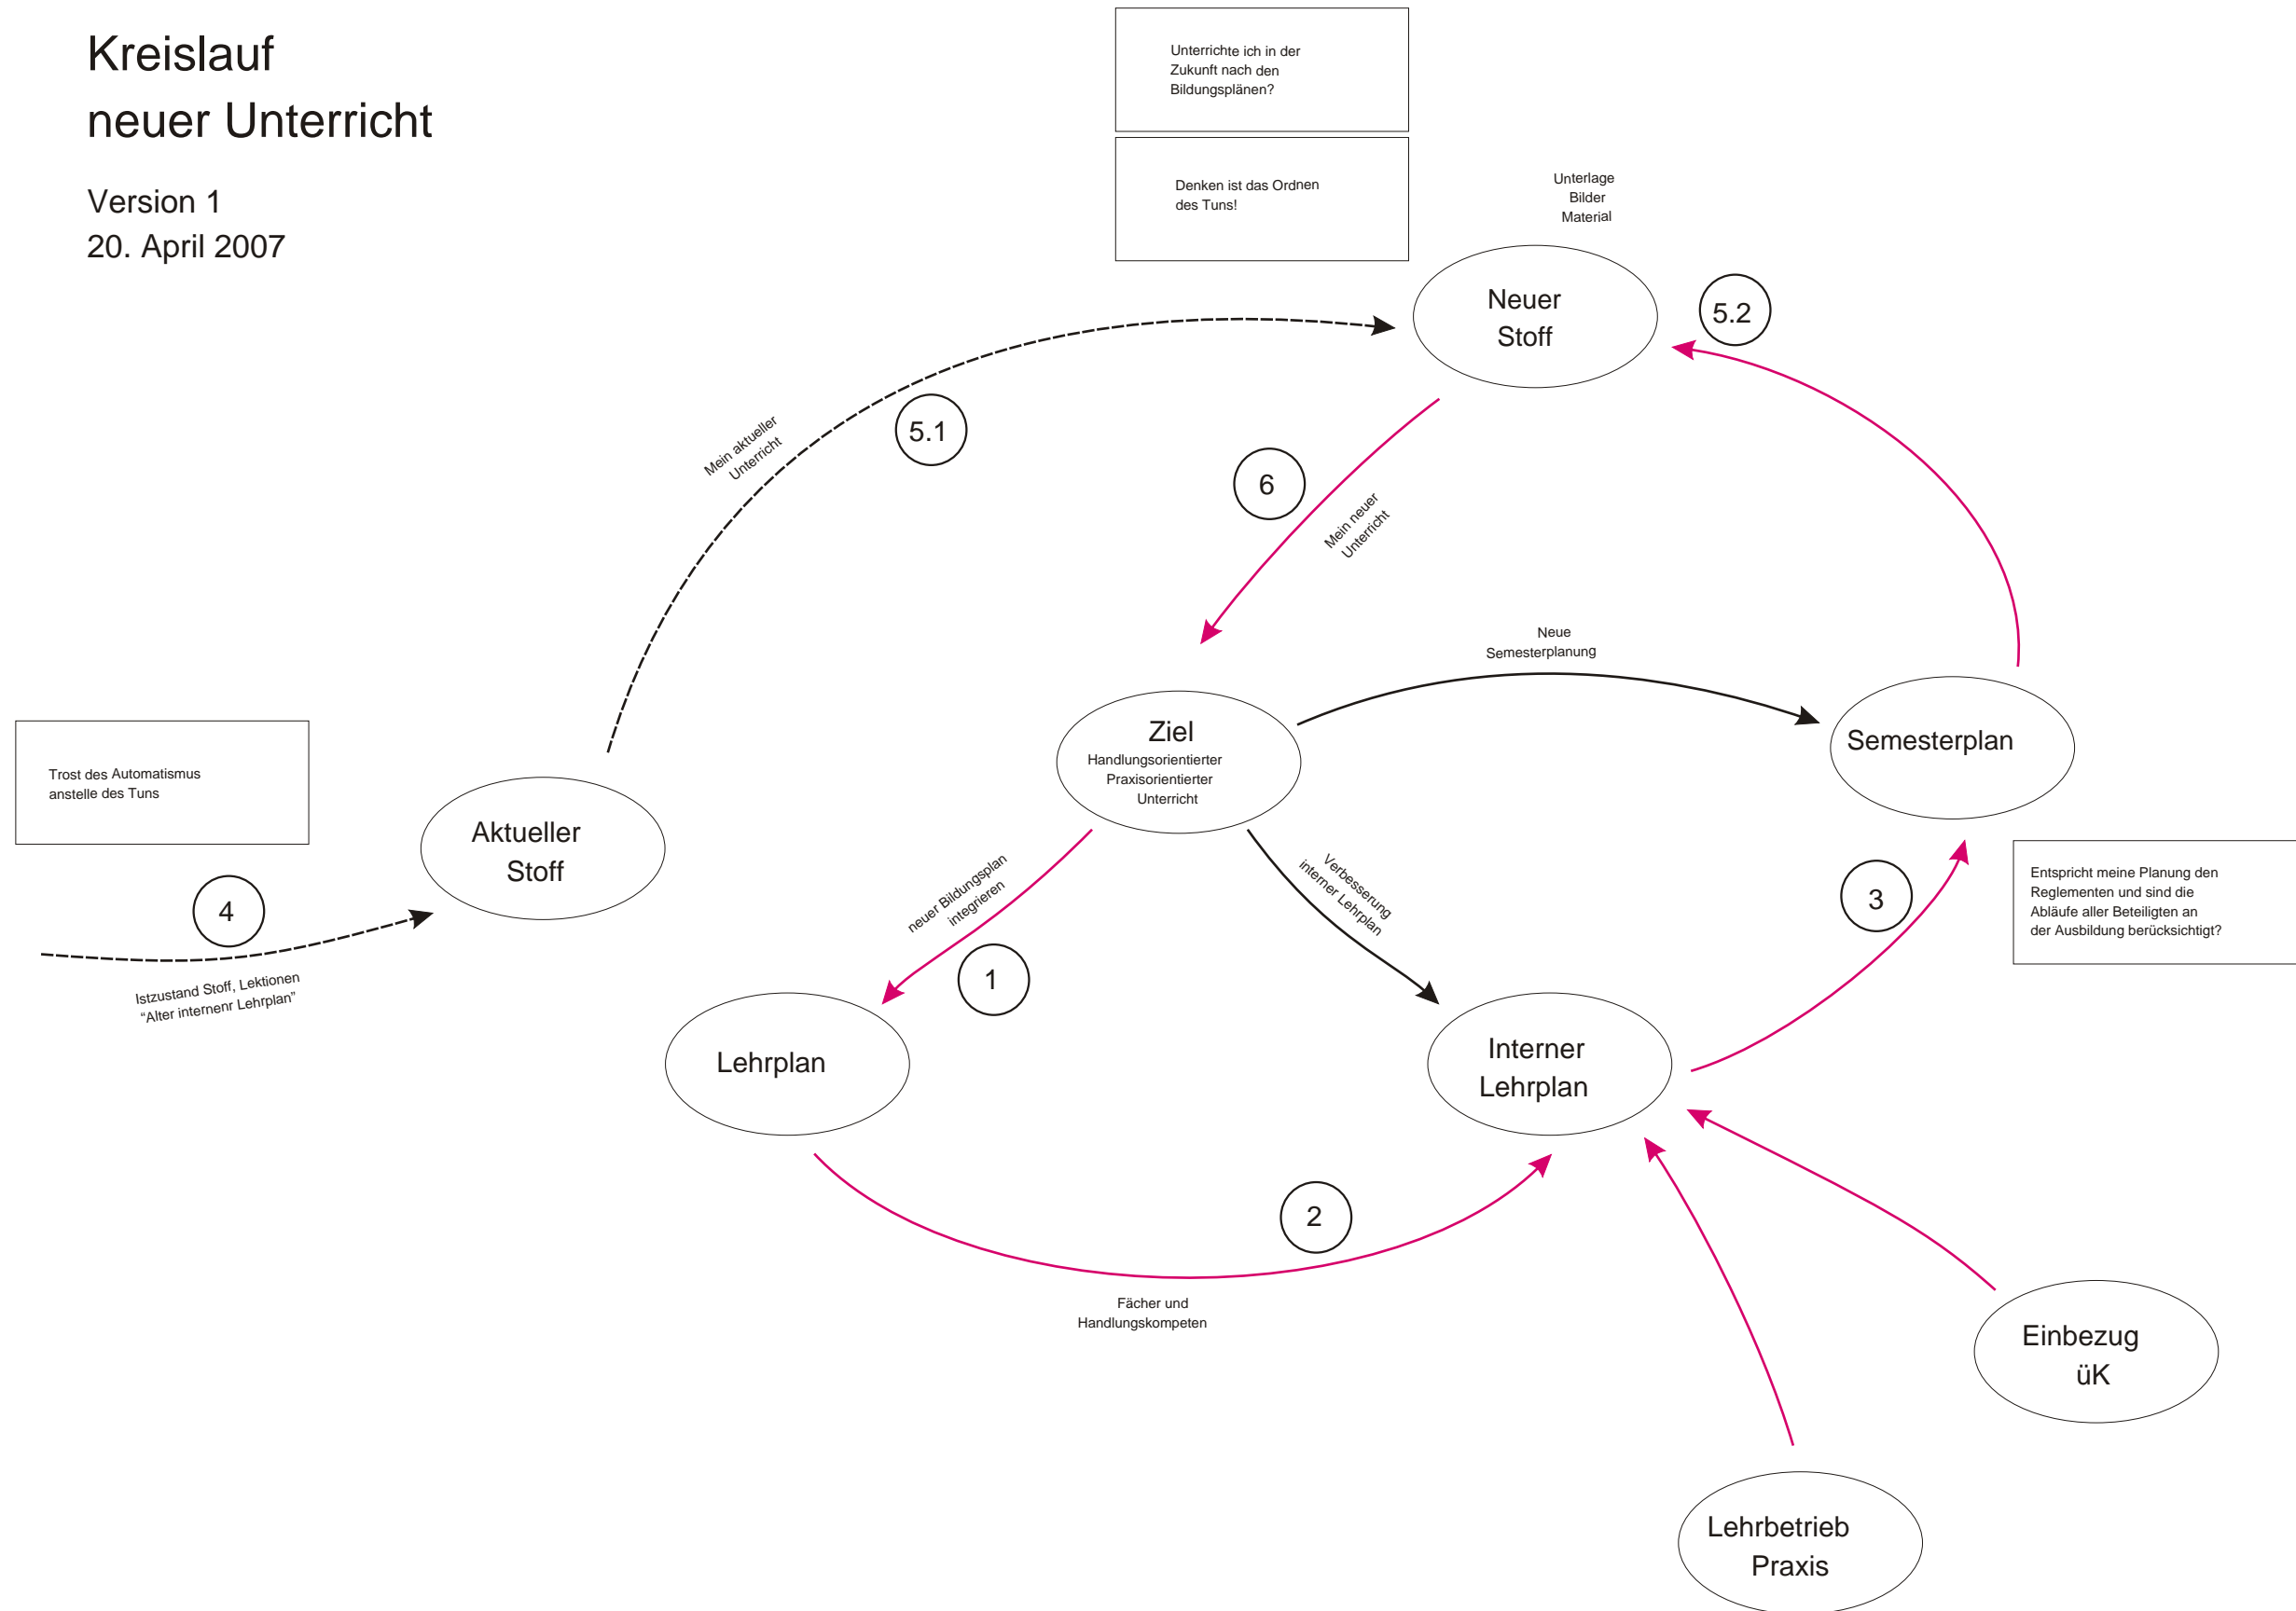 Kreislauf
neuer Unterricht
Version 1
20. April 2007
Unterrichte ich in der
Zukunft nach den
Bildungsplänen?
Denken ist das Ordnen
des Tuns!
Unterlage
Bilder
Material
Neuer
Stoff
5.2
Mein aktueller
Unterricht
5.1
6
Mein neuer
Unterricht
Neue
Semesterplanung
Ziel
Handlungsorientierter
Praxisorientierter
Unterricht
Semesterplan
Trost des Automatismus
anstelle des Tuns
Aktueller
Stoff
4
Istzustand Stoff, Lektionen
“Alter internenr Lehrplan”
neuer Bildungsplan
integrieren
1
Verbesserung
interner Lehrplan
3
Entspricht meine Planung den
Reglementen und sind die
Abläufe aller Beteiligten an
der Ausbildung berücksichtigt?
Lehrplan
Interner
Lehrplan
2
Fächer und
Handlungskompeten
Einbezug
üK
Lehrbetrieb
Praxis